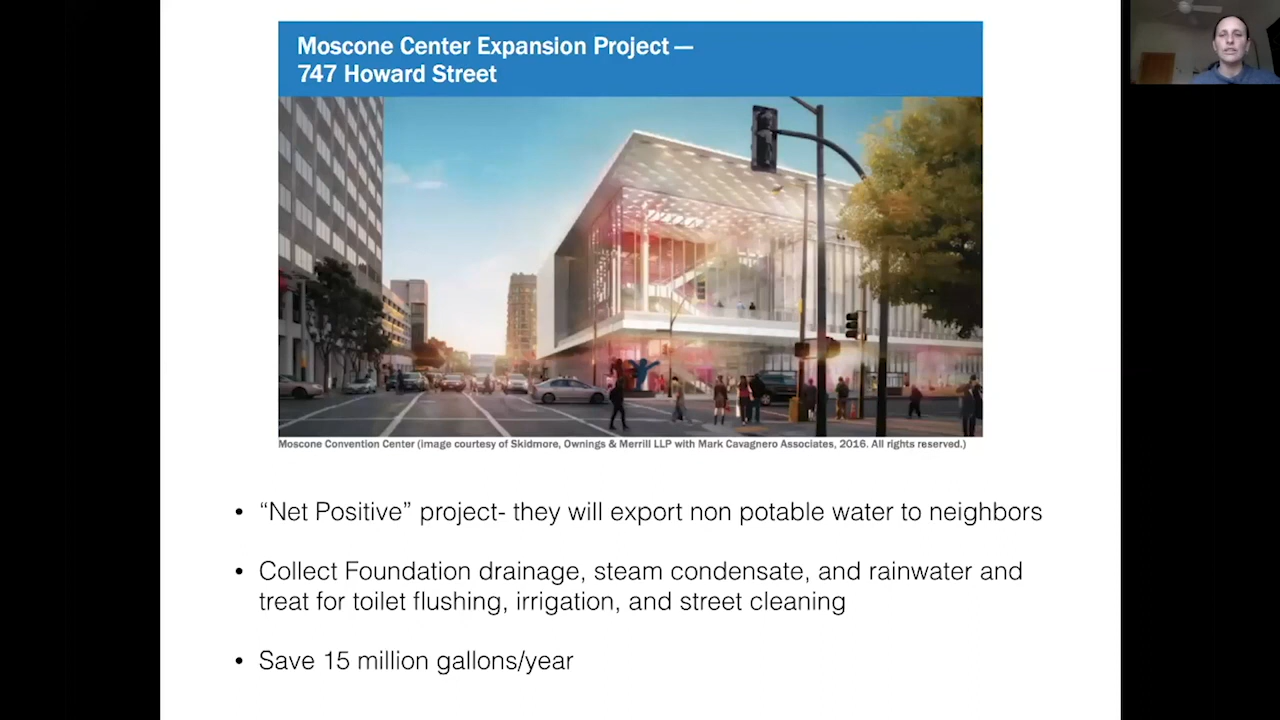 Moscone Center Expansion Project —
747 Howard Street
Moscone Convention Center (image courtesy of Skidmore, Ownings & Merrill LLP with Mark Cavagnero Associates, 2016. All rights reserved.)
• “Net Positive” project- they will export non potable water to neighbors
• Collect Foundation drainage, steam condensate, and rainwater and
treat for toilet flushing, irrigation, and street cleaning
• Save 15 million gallons/year